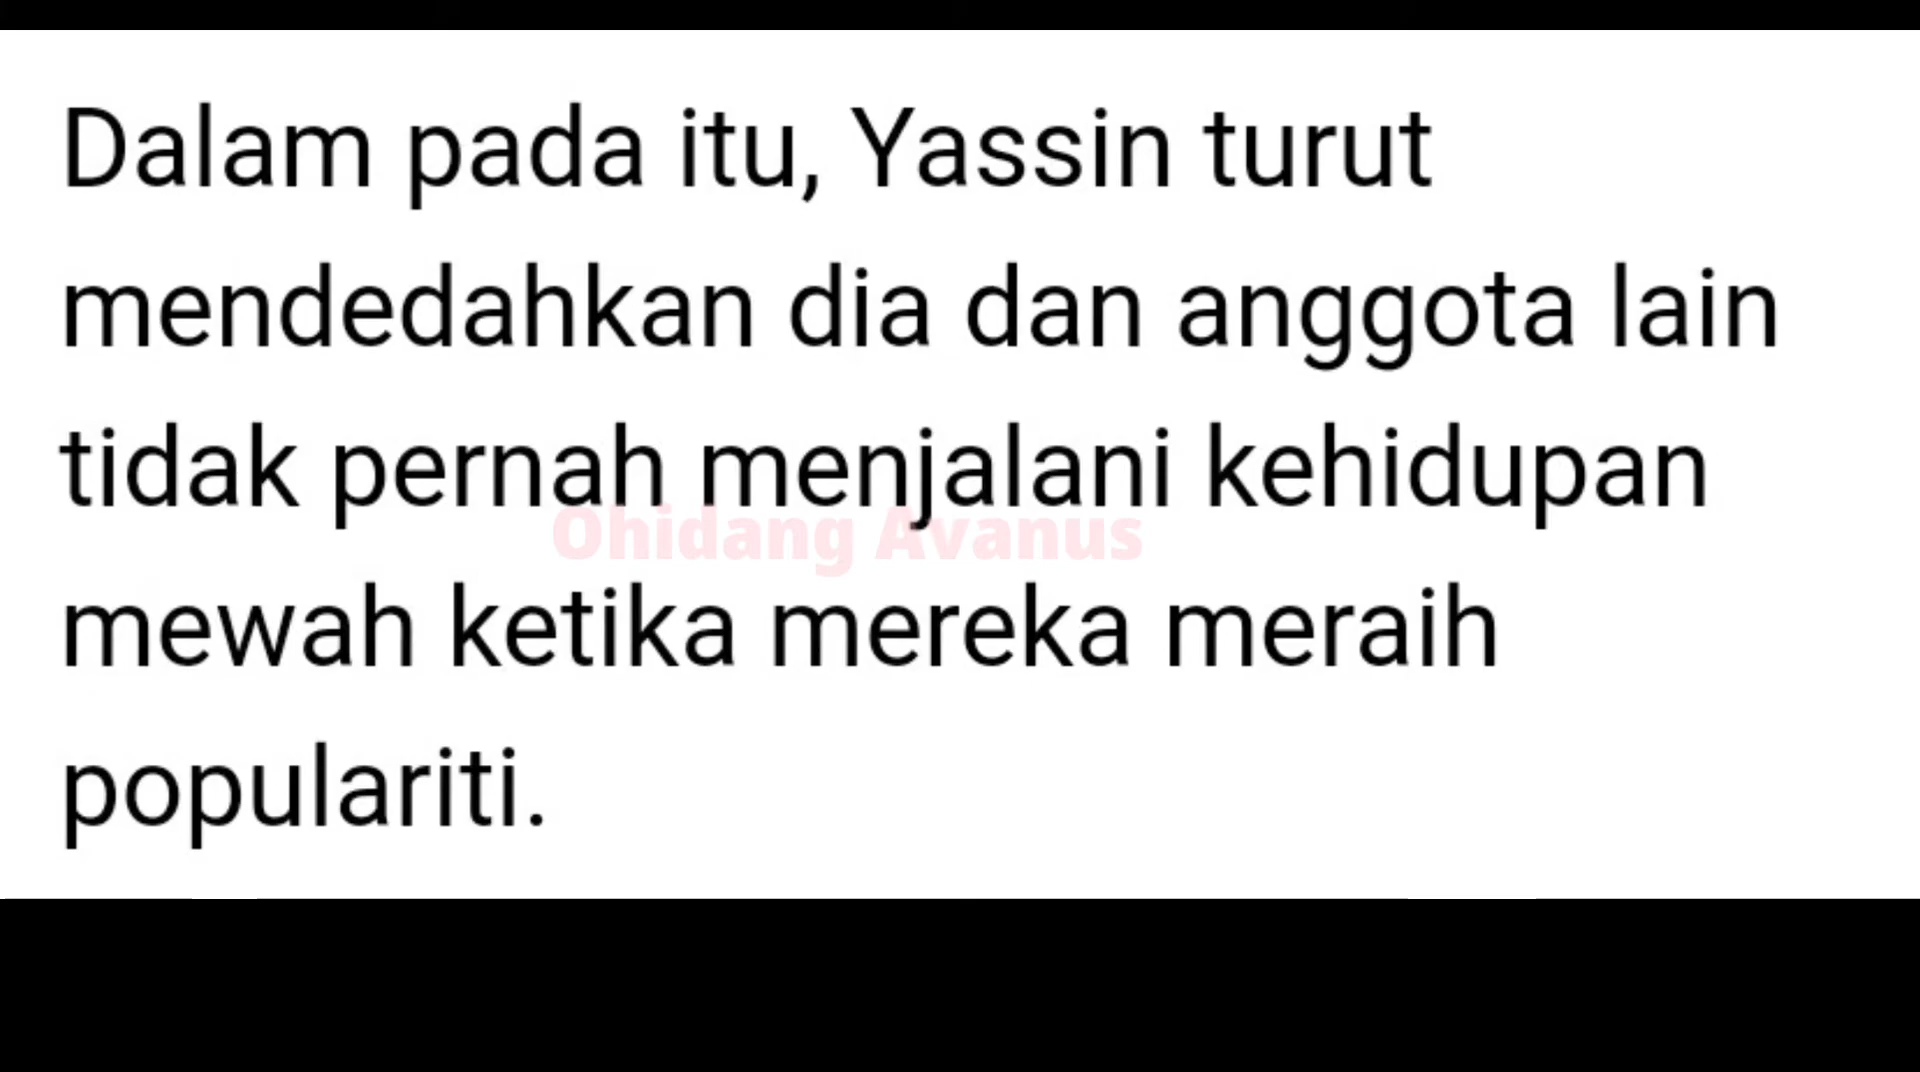 Dalam pada itu, Yassin turut
mendedahkan dia dan anggota lain
tidak pernah menjalani kehidupan
Ohidang Avanus
mewah ketika mereka meraih
populariti.